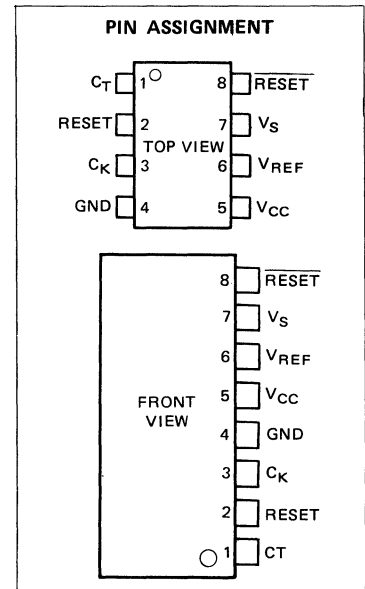 PIN ASSIGNMENT
CT 1 8 RESET
RESET 2 7 VS
TOP VIEW
CK 3 6 VREF
GND 4 5 VCC
8 RESET
7 VS
6 VREF
5 VCC
FRONT
VIEW
4 GND
3 CK
2 RESET
1 CT